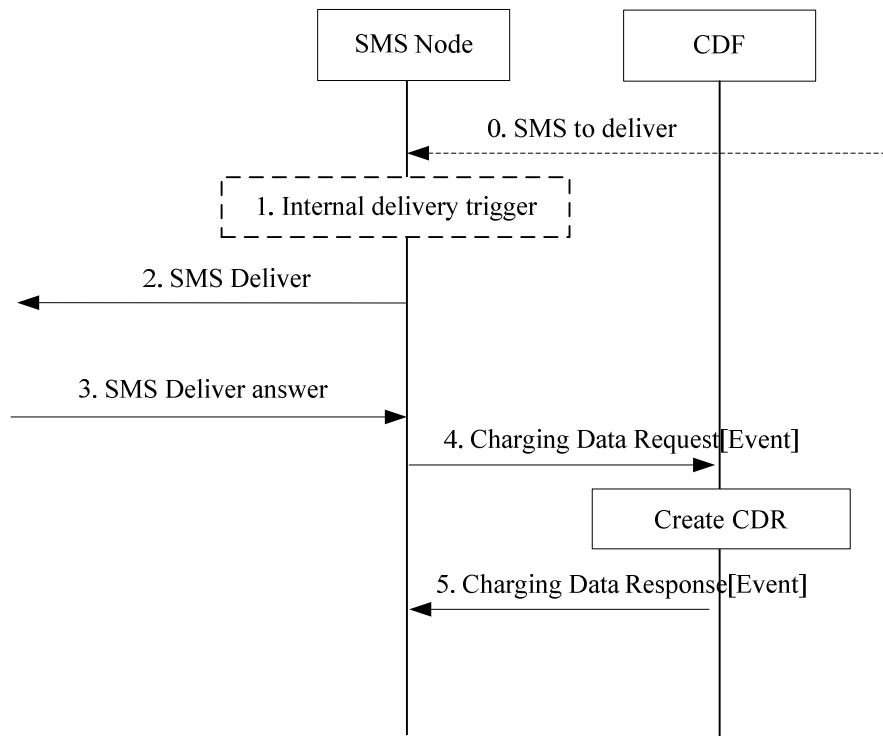 SMS Node
CDF
0. SMS to deliver
1. Internal delivery trigger
2. SMS Deliver
3. SMS Deliver answer
4. Charging Data Request[Event]
Create CDR
5. Charging Data Response[Event]